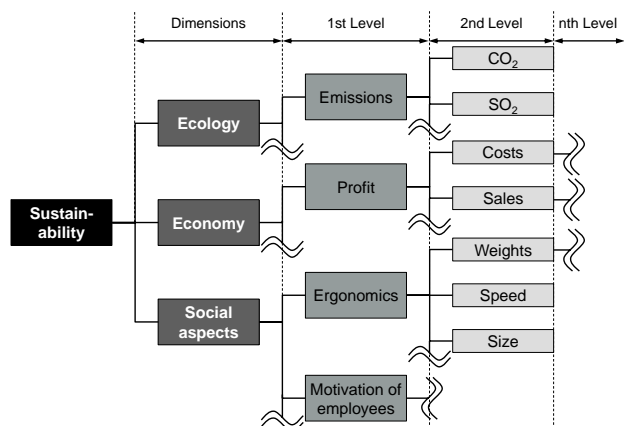 Dimensions
1st Level
2nd Level
nth Level
CO₂
Emissions
SO₂
Ecology
Costs
Profit
Sales
Sustain-
ability
Economy
Weights
Ergonomics
Speed
Social
aspects
Size
Motivation of
employees